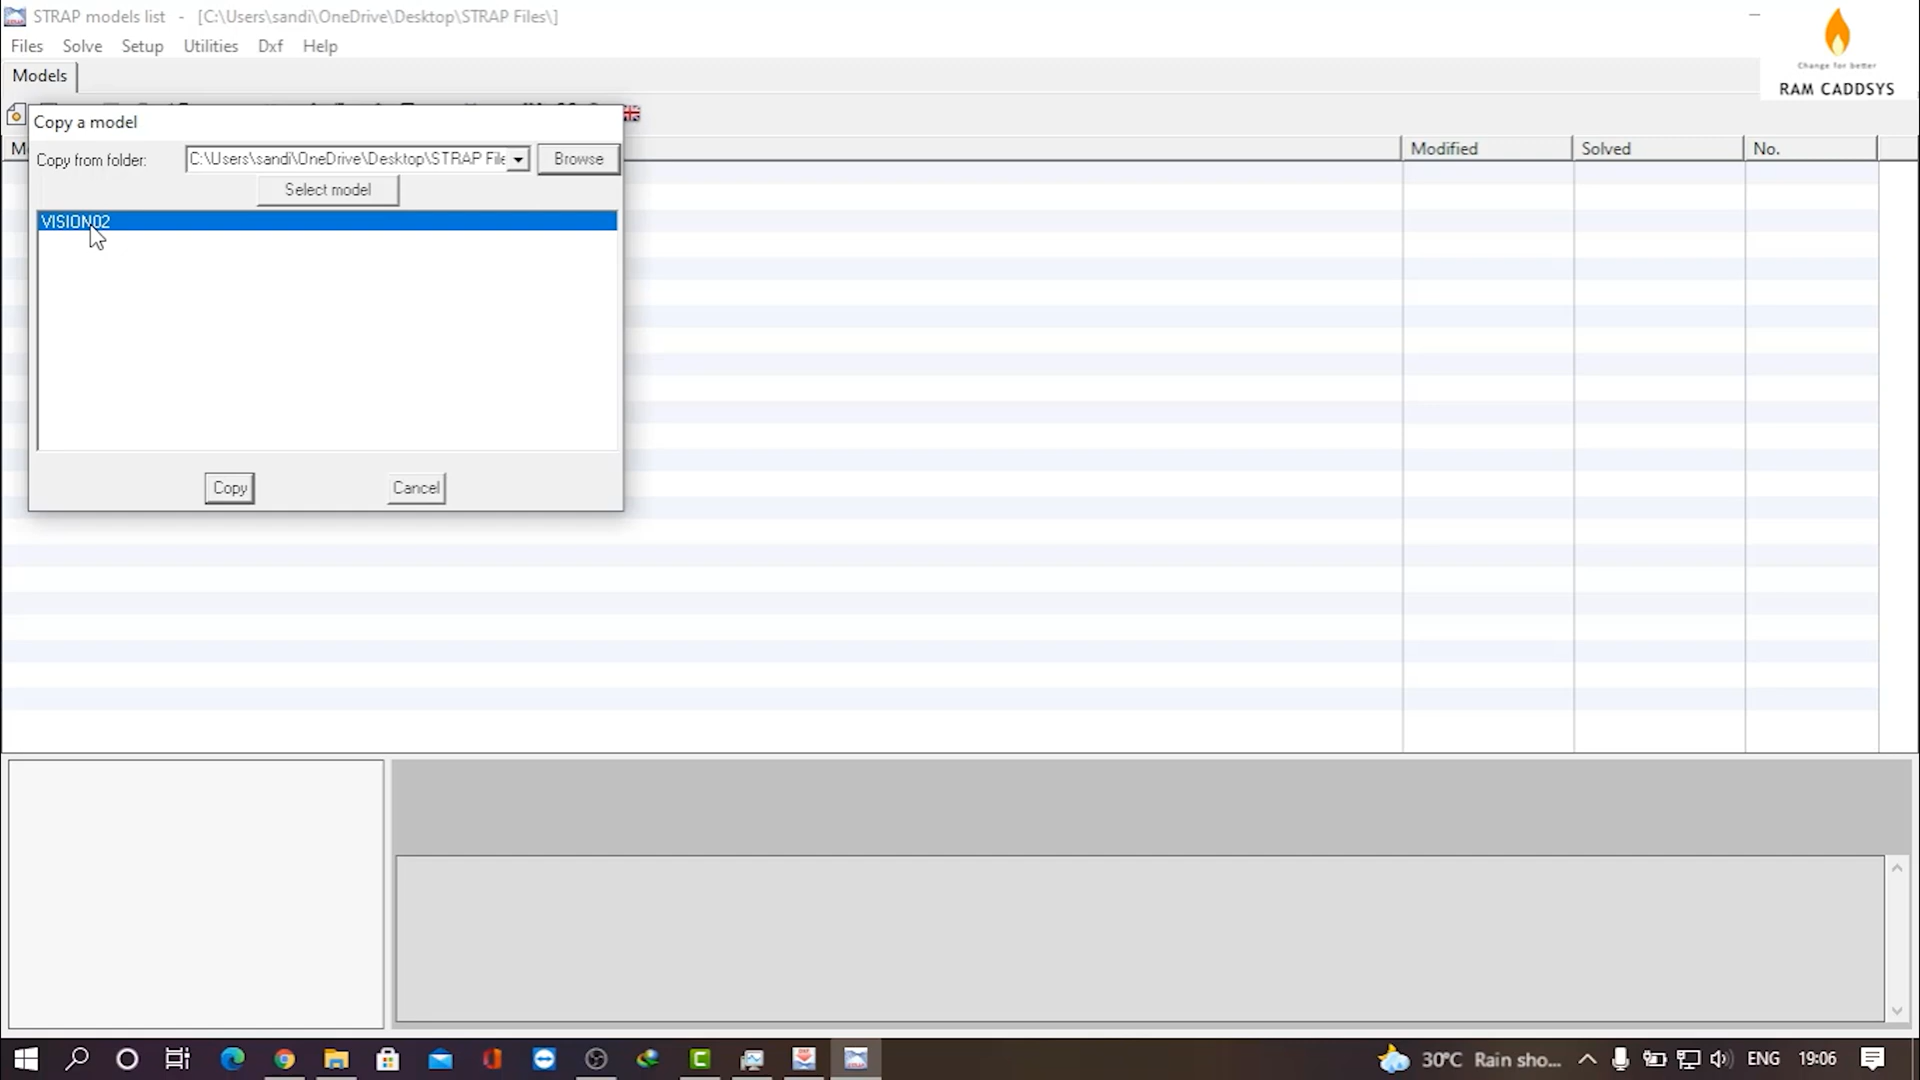 STRAP models list - [C:\Users\sandi\OneDrive\Desktop\STRAP Files\]
Files Solve Setup Utilities Dxf Help
Change for better
RAM CADDSYS
Models
Copy a model
Modified Solved No.
Copy from folder: C:\Users\sandi\OneDrive\Desktop\STRAP File Browse
Select model
VISION02
Copy Cancel
30°C Rain sho... ENG 19:06